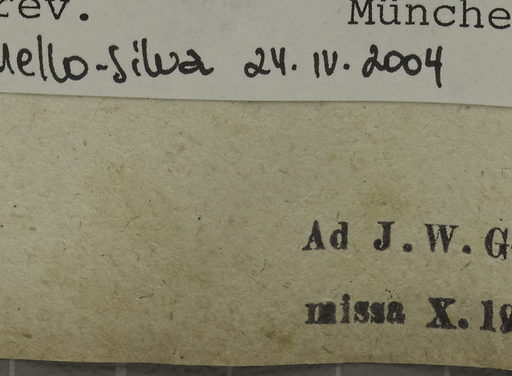 rev. Münche
Mello-Silva 24.IV.2004
Ad J. W. G
missa X. 19